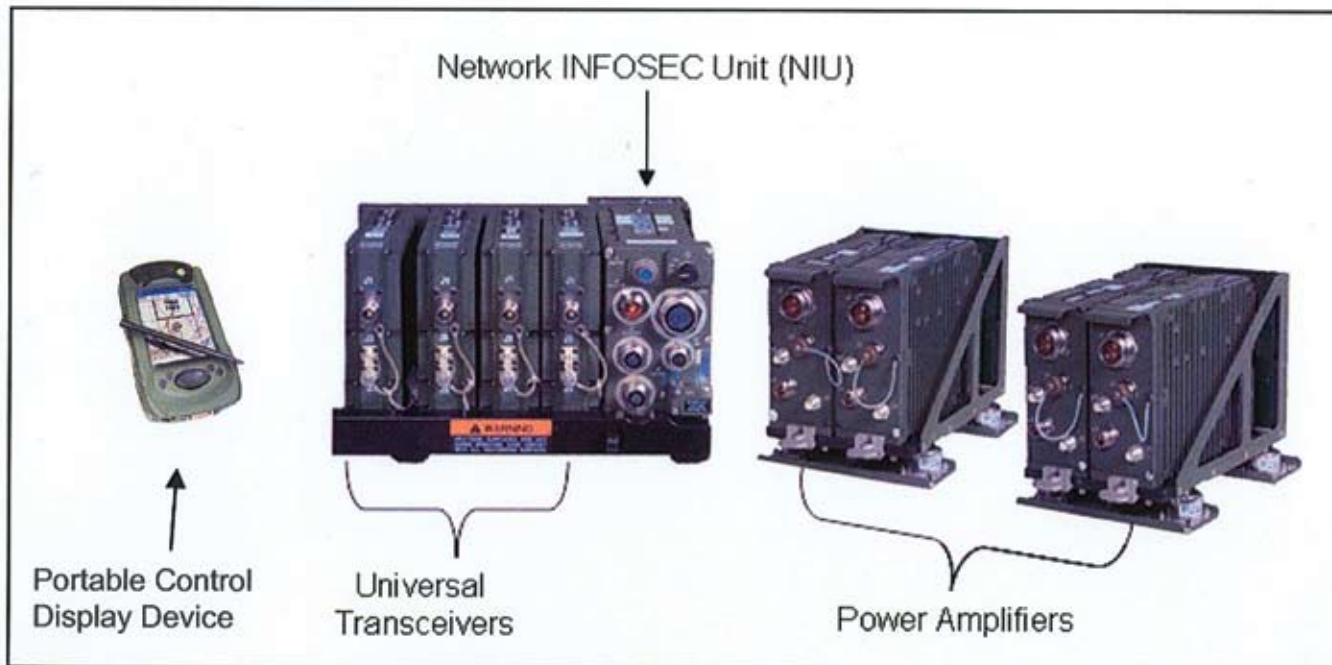 Network INFOSEC Unit (NIU)
WARNING
Portable Control
Display Device
Universal
Transceivers
Power Amplifiers